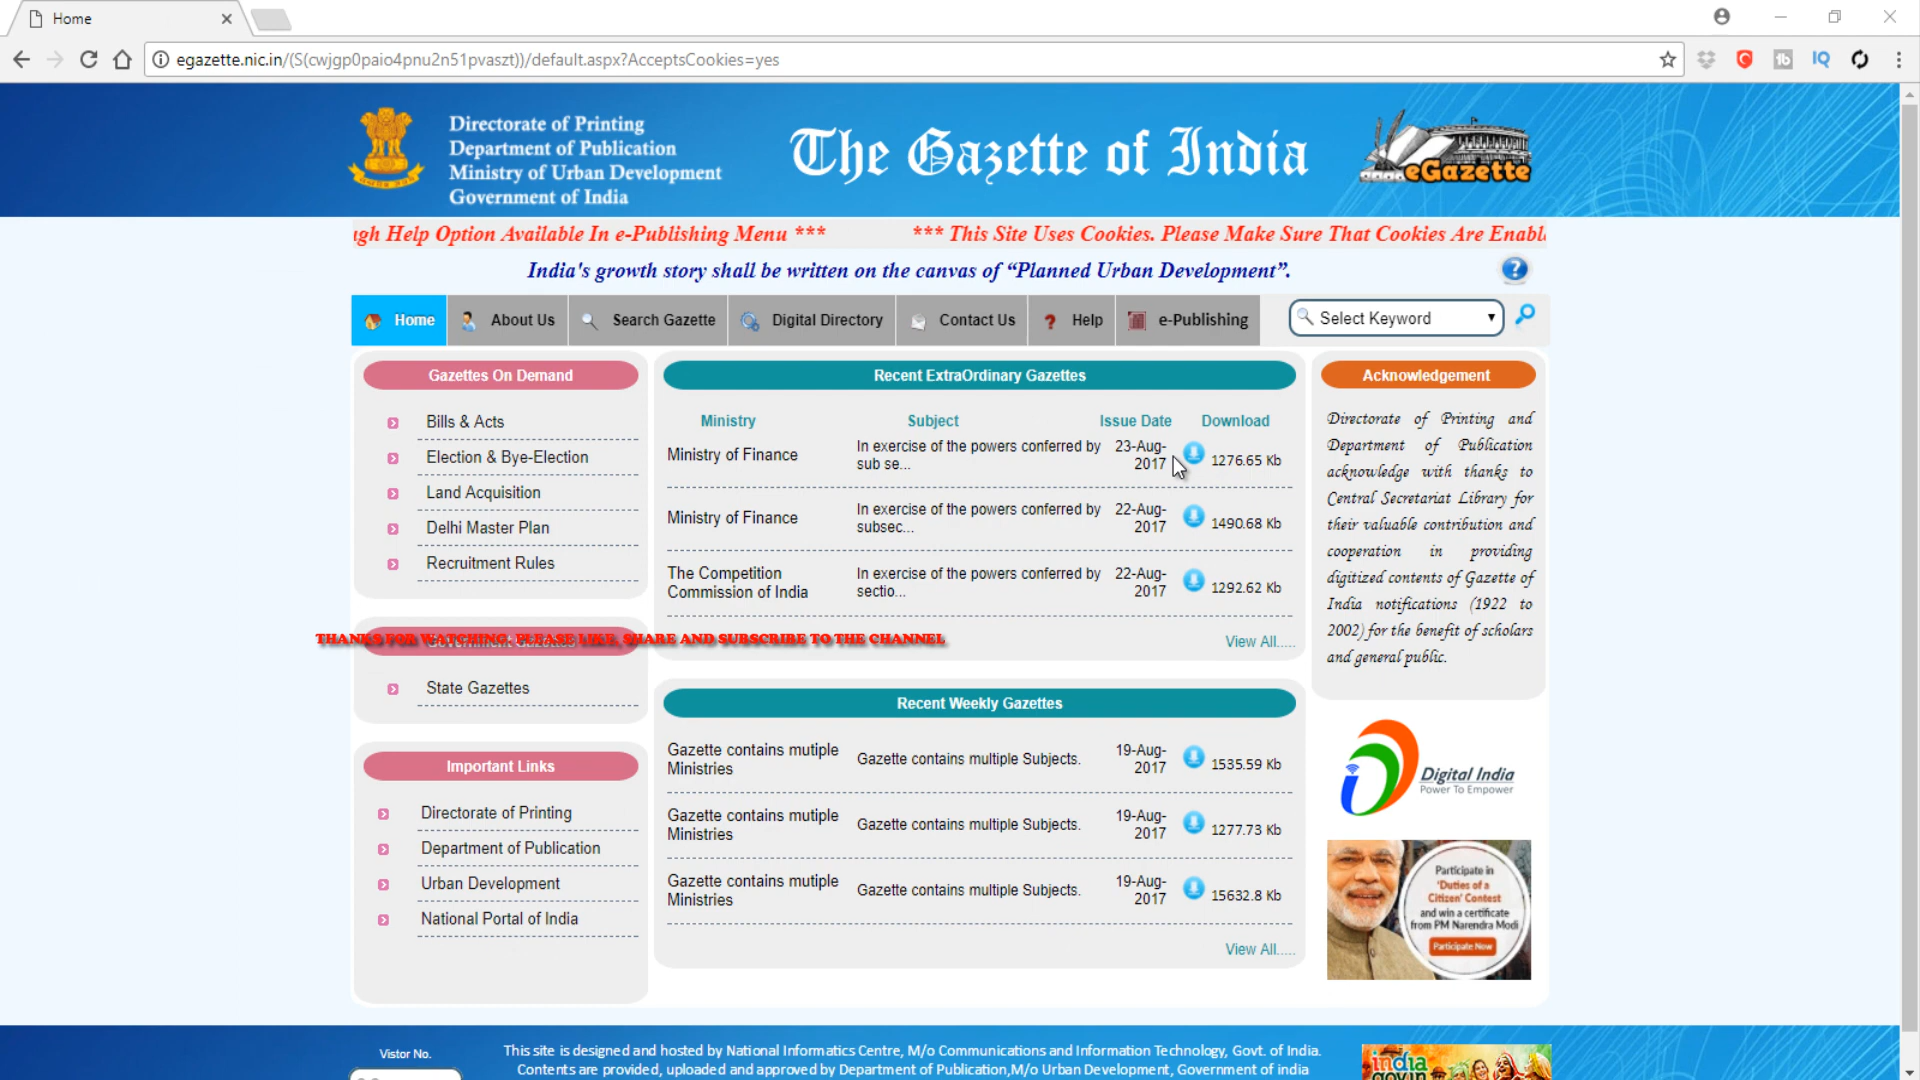 Home
egazette.nic.in/(S(cwjgp0paio4pnu2n51pvaszt))/default.aspx?AcceptsCookies=yes
Directorate of Printing
Department of Publication
Ministry of Urban Development
Government of India
The Gazette of India
eGazette
ugh Help Option Available In e-Publishing Menu *** *** This Site Uses Cookies. Please Make Sure That Cookies Are Enabl
India's growth story shall be written on the canvas of “Planned Urban Development”.
Home About Us Search Gazette Digital Directory Contact Us Help e-Publishing Select Keyword
Gazettes On Demand
Bills & Acts
Election & Bye-Election
Land Acquisition
Delhi Master Plan
Recruitment Rules
Government Gazettes
THANKS FOR WATCHING. PLEASE LIKE, SHARE AND SUBSCRIBE TO THE CHANNEL
State Gazettes
Important Links
Directorate of Printing
Department of Publication
Urban Development
National Portal of India
Recent ExtraOrdinary Gazettes
Ministry Subject Issue Date Download
Ministry of Finance In exercise of the powers conferred by sub se... 23-Aug-2017 1276.65 Kb
Ministry of Finance In exercise of the powers conferred by subsec... 22-Aug-2017 1490.68 Kb
The Competition Commission of India In exercise of the powers conferred by sectio... 22-Aug-2017 1292.62 Kb
View All.....
Recent Weekly Gazettes
Gazette contains mutiple Ministries Gazette contains multiple Subjects. 19-Aug-2017 1535.59 Kb
Gazette contains mutiple Ministries Gazette contains multiple Subjects. 19-Aug-2017 1277.73 Kb
Gazette contains mutiple Ministries Gazette contains multiple Subjects. 19-Aug-2017 15632.8 Kb
View All.....
Acknowledgement
Directorate of Printing and
Department of Publication
acknowledge with thanks to
Central Secretariat Library for
their valuable contribution and
cooperation in providing
digitized contents of Gazette of
India notifications (1922 to
2002) for the benefit of scholars
and general public.
Digital India
Power To Empower
Participate in
'Duties of a
Citizen' Contest
and win a certificate
from PM Narendra Modi
Participate Now
Vistor No.
This site is designed and hosted by National Informatics Centre, M/o Communications and Information Technology, Govt. of India.
Contents are provided, uploaded and approved by Department of Publication,M/o Urban Development, Government of india
india
gov.in